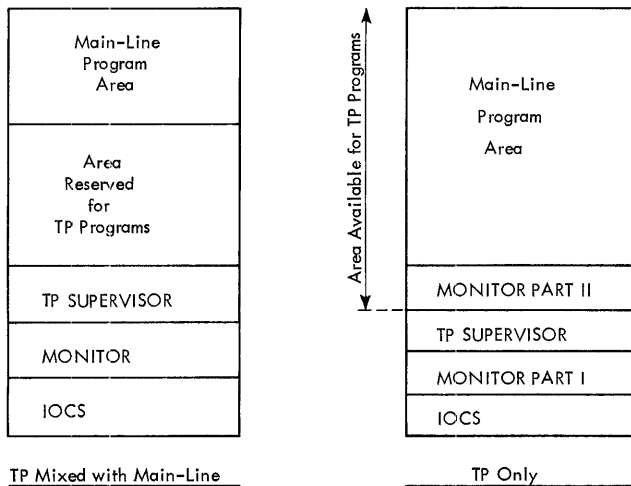 Main-Line
Program
Area
Area
Reserved
for
TP Programs
TP SUPERVISOR
MONITOR
IOCS
TP Mixed with Main-Line
Area Available for TP Programs
Main-Line
Program
Area
MONITOR PART II
TP SUPERVISOR
MONITOR PART I
IOCS
TP Only